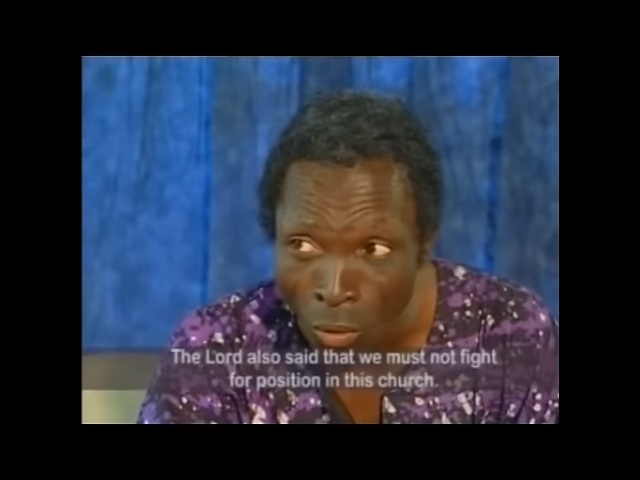 The Lord also said that we must not fight
for position in this church.